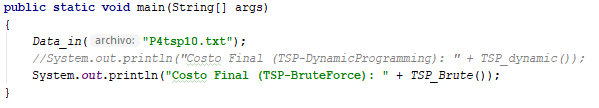 public static void main(String[] args)
{
Data_in( archivo: "P4tsp10.txt");
//System.out.println("Costo Final (TSP-DynamicProgramming): " + TSP_dynamic());
System.out.println("Costo Final (TSP-BruteForce): " + TSP_Brute());
}